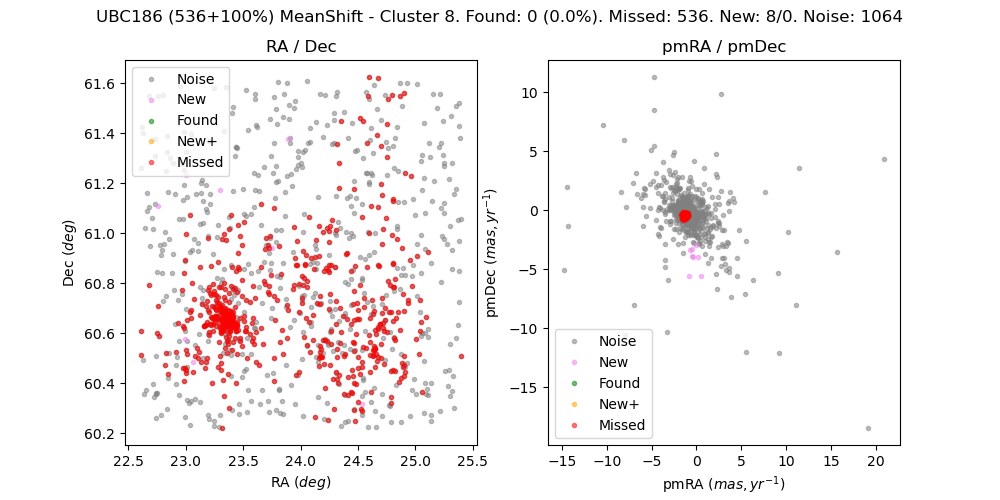 UBC186 (536+100%) MeanShift - Cluster 8. Found: 0 (0.0%). Missed: 536. New: 8/0. Noise: 1064
RA / Dec
61.6
61.4
61.2
61.0
60.8
60.6
60.4
60.2
Dec (deg)
Noise
New
Found
New+
Missed
22.5
23.0
23.5
24.0
24.5
25.0
25.5
RA (deg)
pmRA / pmDec
10
5
0
−5
−10
−15
pmDec (mas, yr⁻¹)
Noise
New
Found
New+
Missed
−15
−10
−5
0
5
10
15
20
pmRA (mas, yr⁻¹)